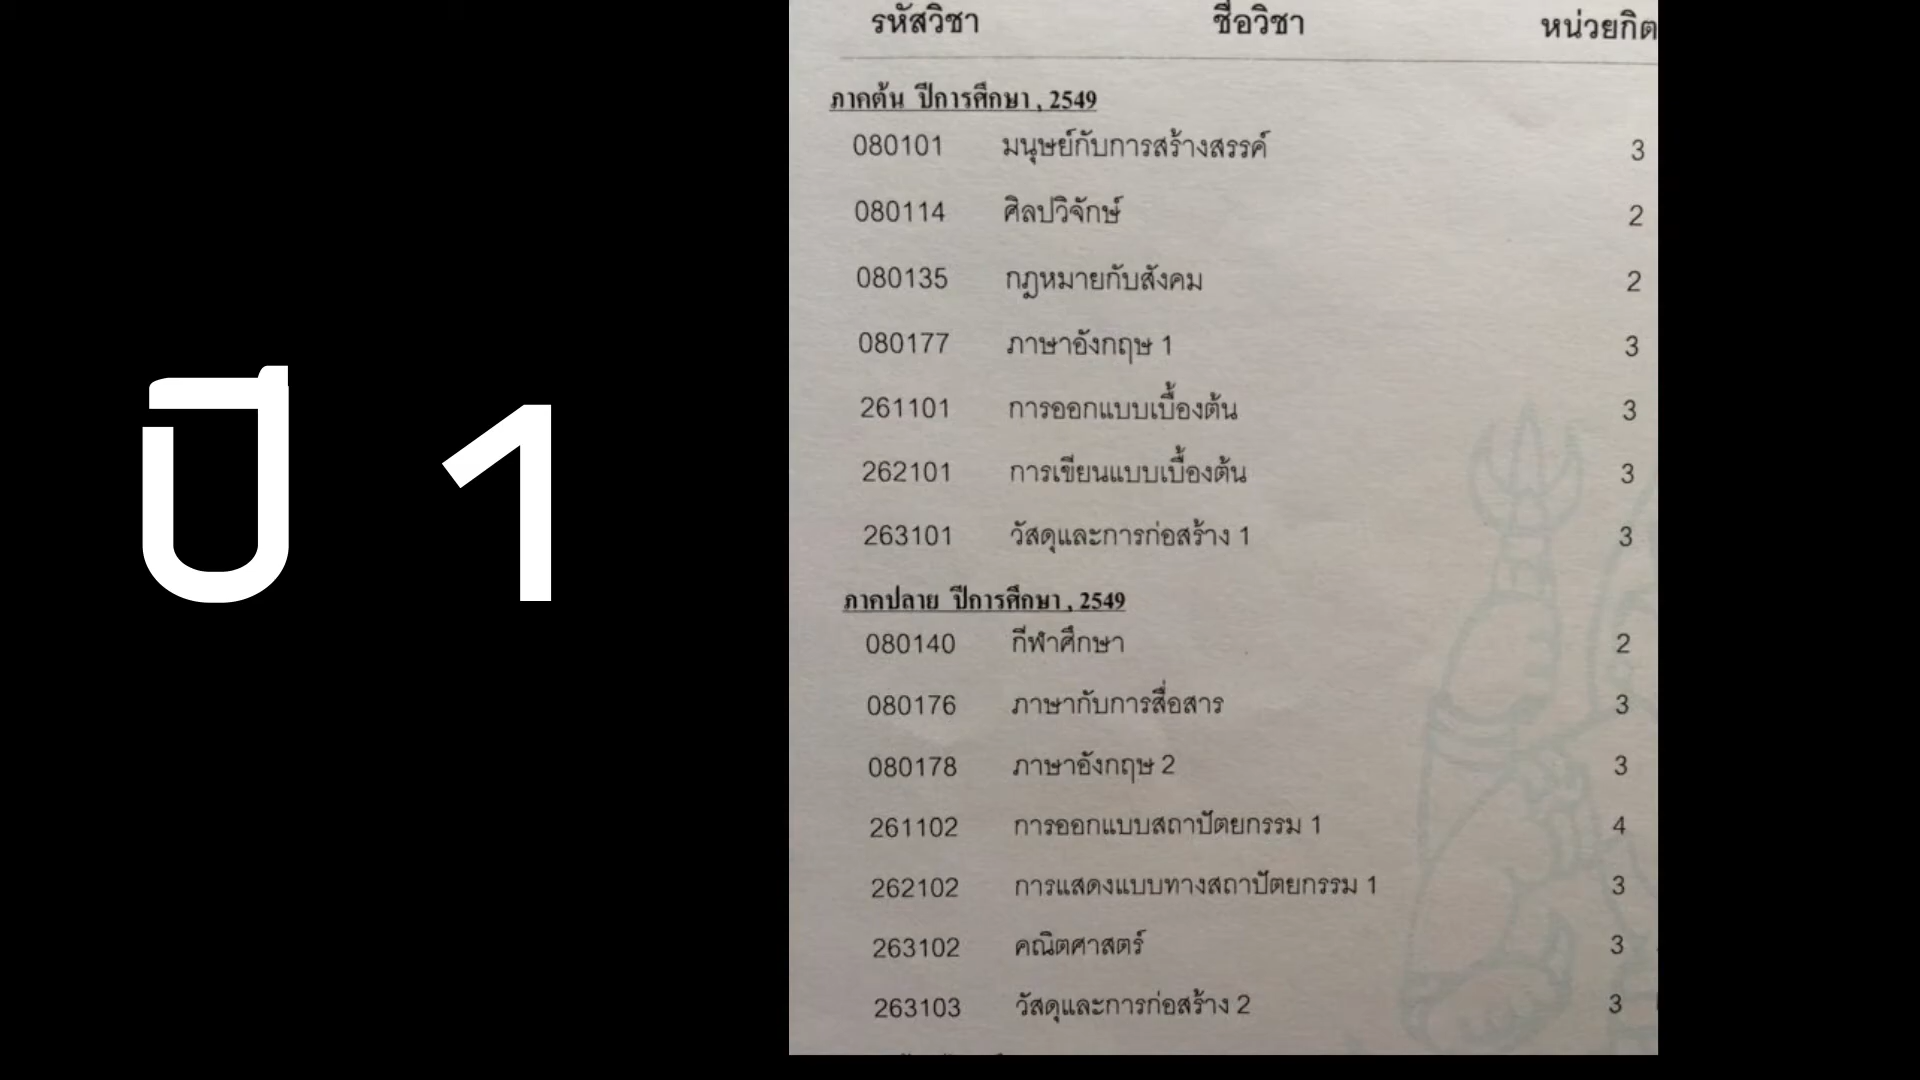 ปี 1
รหัสวิชา ชื่อวิชา หน่วยกิต
ภาคต้น ปีการศึกษา , 2549
080101 มนุษย์กับการสร้างสรรค์ 3
080114 ศิลปวิจักษ์ 2
080135 กฎหมายกับสังคม 2
080177 ภาษาอังกฤษ 1 3
261101 การออกแบบเบื้องต้น 3
262101 การเขียนแบบเบื้องต้น 3
263101 วัสดุและการก่อสร้าง 1 3
ภาคปลาย ปีการศึกษา , 2549
080140 กีฬาศึกษา 2
080176 ภาษากับการสื่อสาร 3
080178 ภาษาอังกฤษ 2 3
261102 การออกแบบสถาปัตยกรรม 1 4
262102 การแสดงแบบทางสถาปัตยกรรม 1 3
263102 คณิตศาสตร์ 3
263103 วัสดุและการก่อสร้าง 2 3